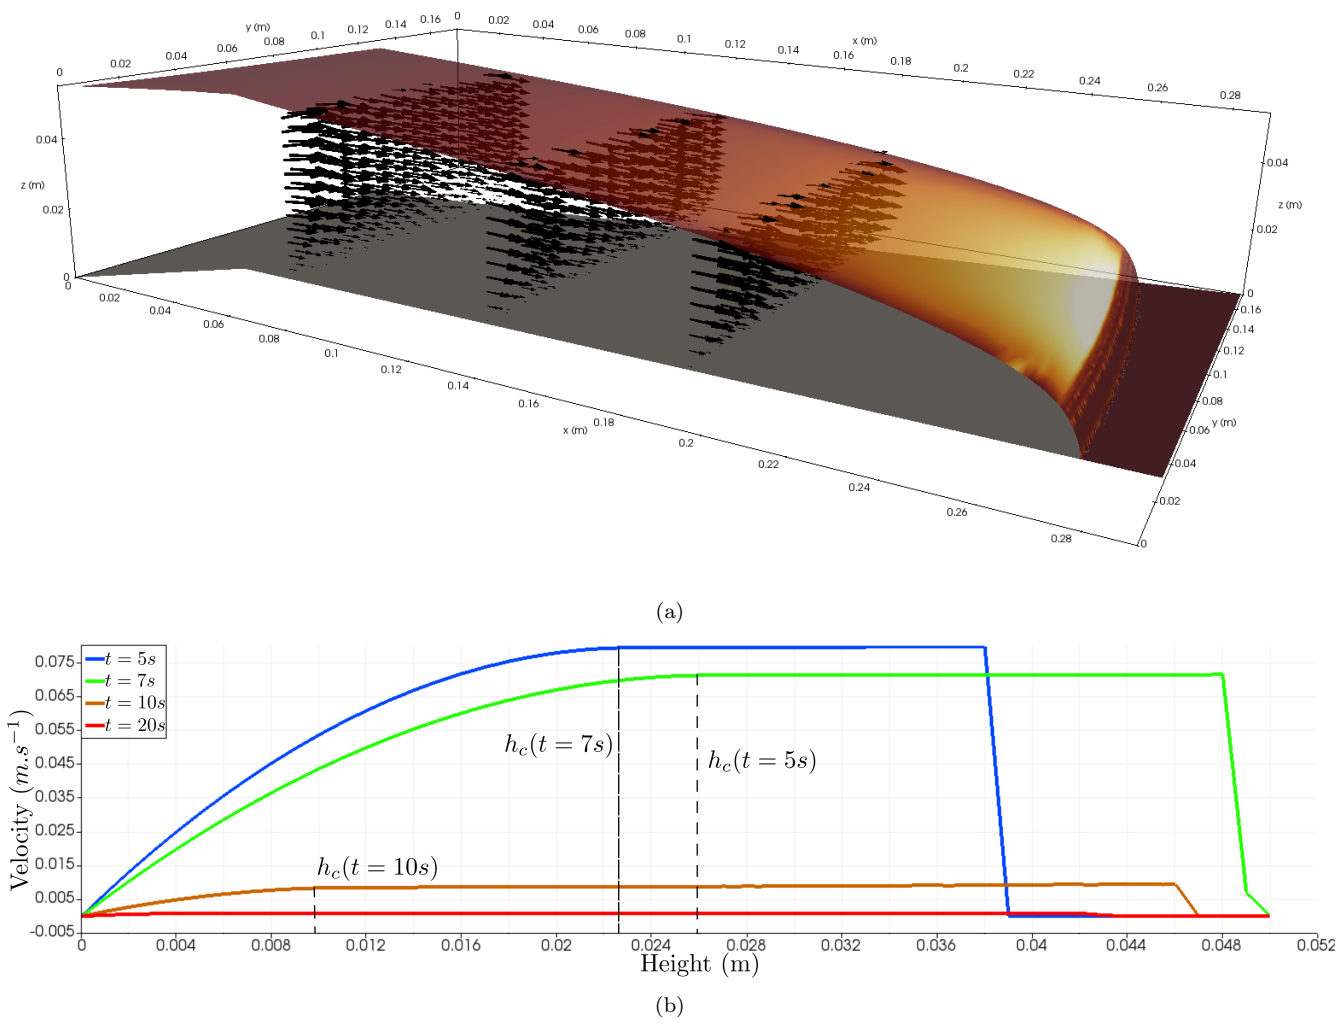 y (m)
0 0.02 0.04 0.06 0.08 0.1 0.12 0.14 0.16
x (m)
0 0.02 0.04 0.06 0.08 0.1 0.12 0.14 0.16 0.18 0.2 0.22 0.24 0.26 0.28
z (m)
0.04
0.02
0
z (m)
0.04
0.02
0
0 0.02 0.04 0.06 0.08 0.1 0.12 0.14 0.16 0.18 0.2 0.22 0.24 0.26 0.28
x (m)
0.16
0.14
0.12
0.1
0.08
0.06
0.04
0.02
0
y (m)
(a)
t = 5s
t = 7s
t = 10s
t = 20s
Velocity (m.s⁻¹)
0.075
0.065
0.055
0.045
0.035
0.025
0.015
0.005
-0.005
h_c(t = 7s)
h_c(t = 5s)
h_c(t = 10s)
0 0.004 0.008 0.012 0.016 0.02 0.024 0.028 0.032 0.036 0.04 0.044 0.048 0.052
Height (m)
(b)